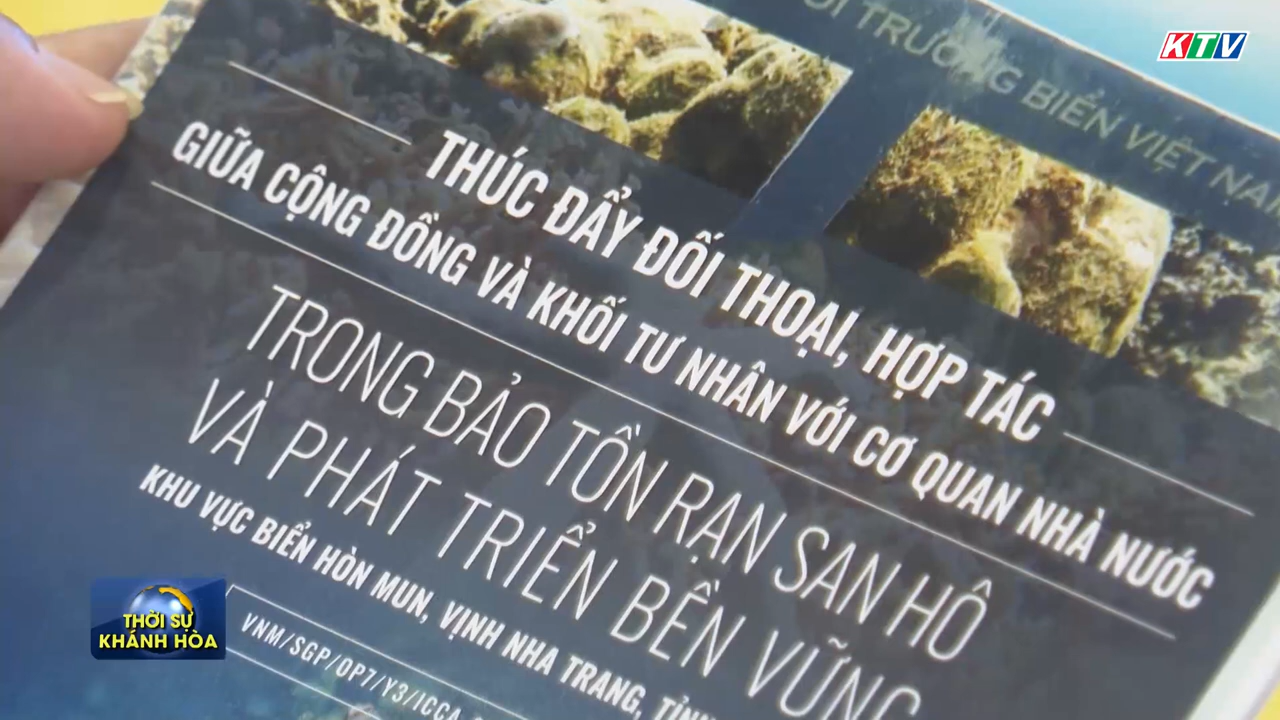 KTV
TRƯỜNG BIỂN VIỆT
THÚC ĐẨY ĐỐI THOẠI, HỢP TÁC
GIỮA CỘNG ĐỒNG VÀ KHỐI TƯ NHÂN VỚI CƠ QUAN NHÀ NƯỚC
TRONG BẢO TỒN RẠN SAN HÔ
VÀ PHÁT TRIỂN BỀN VỮNG
KHU VỰC BIỂN HÒN MUN, VỊNH NHA TRANG,
VNM/SGP/OP7/Y3/ICCA
THỜI SỰ
KHÁNH HÒA